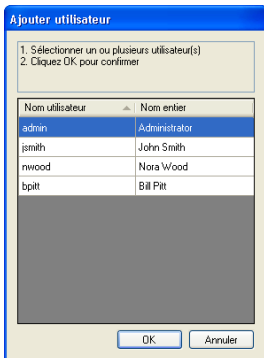 Ajouter utilisateur
1. Sélectionner un ou plusieurs utilisateur(s)
2. Cliquez OK pour confirmer
Nom utilisateur Nom entier
admin Administrator
jsmith John Smith
nwood Nora Wood
bpitt Bill Pitt
OK Annuler